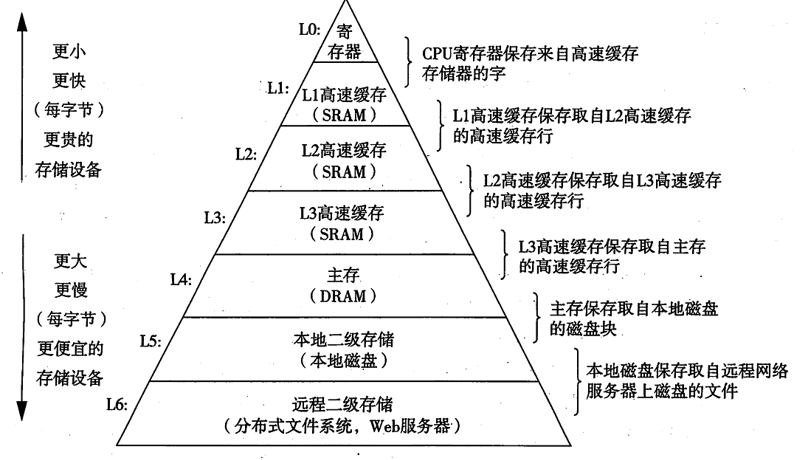 更小
更快
（每字节）
更贵的
存储设备
更大
更慢
（每字节）
更便宜的
存储设备
L0:
寄
存器
L1:
L1高速缓存
（SRAM）
L2:
L2高速缓存
（SRAM）
L3:
L3高速缓存
（SRAM）
L4:
主存
（DRAM）
L5:
本地二级存储
（本地磁盘）
L6:
远程二级存储
（分布式文件系统，Web服务器）
CPU寄存器保存来自高速缓存
存储器的字
L1高速缓存保存取自L2高速缓存
的高速缓存行
L2高速缓存保存取自L3高速缓存
的高速缓存行
L3高速缓存保存取自主存
的高速缓存行
主存保存取自本地磁盘
的磁盘块
本地磁盘保存取自远程网络
服务器上磁盘的文件